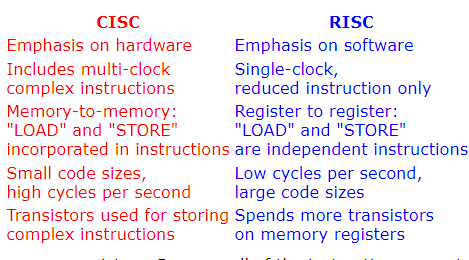 CISC RISC
Emphasis on hardware Emphasis on software
Includes multi-clock Single-clock,
complex instructions reduced instruction only
Memory-to-memory: Register to register:
"LOAD" and "STORE" "LOAD" and "STORE"
incorporated in instructions are independent instructions
Small code sizes, Low cycles per second,
high cycles per second large code sizes
Transistors used for storing Spends more transistors
complex instructions on memory registers